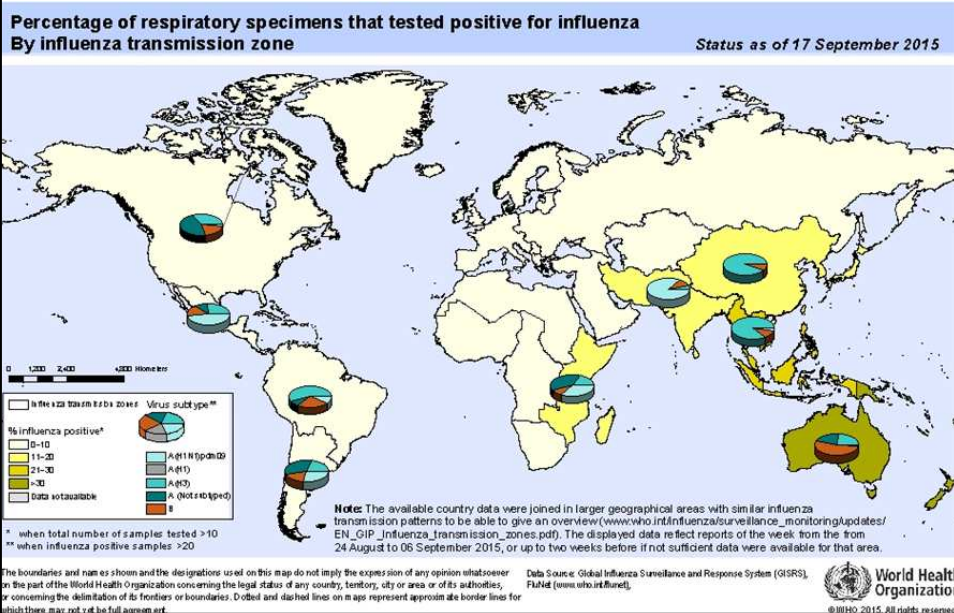 Percentage of respiratory specimens that tested positive for influenza
By influenza transmission zone
Status as of 17 September 2015
0 1,200 2,400 4,800 Kilometers
Influenza transmission zones
Virus subtype**
% influenza positive*
0-10
11-20
21-30
>30
Data not available
A(H1N1)pdm09
A(H1)
A(H3)
A (Not subtyped)
B
* when total number of samples tested >10
** when influenza positive samples >20
Note: The available country data were joined in larger geographical areas with similar influenza
transmission patterns to be able to give an overview (www.who.int/influenza/surveillance_monitoring/updates/
EN_GIP_Influenza_transmission_zones.pdf). The displayed data reflect reports of the week from the from
24 August to 06 September 2015, or up to two weeks before if not sufficient data were available for that area.
The boundaries and names shown and the designations used on this map do not imply the expression of any opinion whatsoever
on the part of the World Health Organization concerning the legal status of any country, territory, city or area or of its authorities,
or concerning the delimitation of its frontiers or boundaries. Dotted and dashed lines on maps represent approximate border lines for
which there may not yet be full agreement.
Data Source: Global Influenza Surveillance and Response System (GISRS),
FluNet (www.who.int/flunet),
World Health
Organization
©WHO 2015. All rights reserved